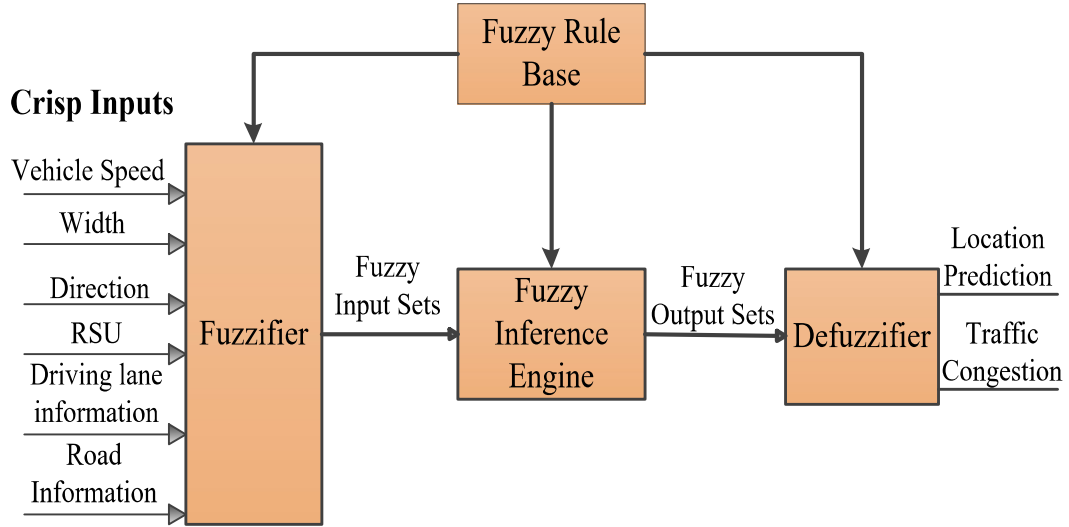 Fuzzy Rule
Base
Crisp Inputs
Vehicle Speed
Width
Direction
RSU
Driving lane
information
Road
Information
Fuzzifier
Fuzzy
Input Sets
Fuzzy
Inference
Engine
Fuzzy
Output Sets
Defuzzifier
Location
Prediction
Traffic
Congestion